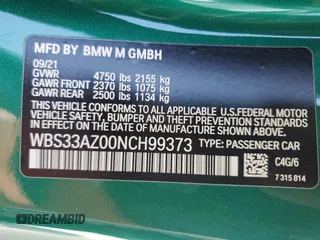 MFD BY BMW M GMBH
09/21
GVWR 4750 lbs 2155 kg
GAWR FRONT 2370 lbs 1075 kg
GAWR REAR 2500 lbs 1134 kg
THIS VEHICLE CONFORMS TO ALL APPLICABLE U.S. FEDERAL MOTOR
VEHICLE SAFETY, BUMPER, AND THEFT PREVENTION STANDARDS IN
EFFECT ON THE DATE OF MANUFACTURE SHOWN ABOVE.
WBS33AZ00NCH99373 TYPE: PASSENGER CAR
C4G/6
7 315 814
DREAMBID